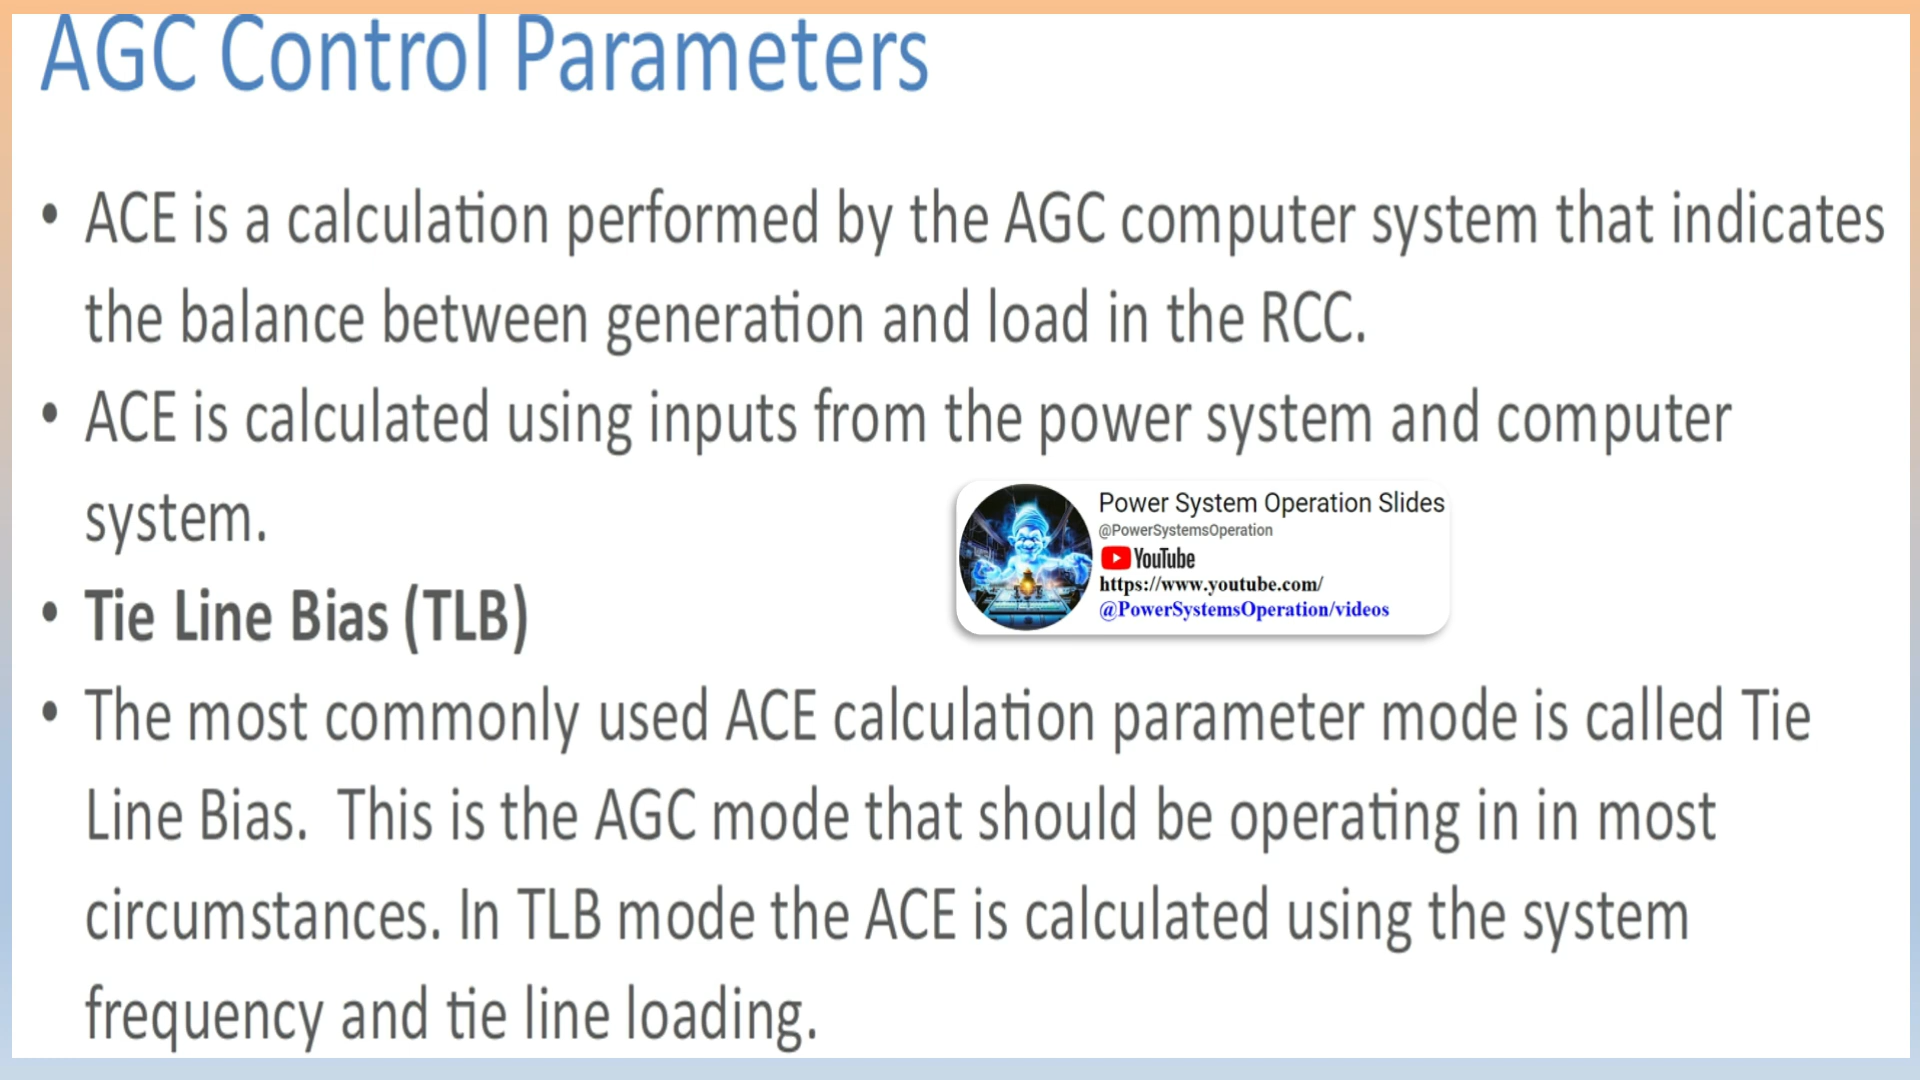 AGC Control Parameters
• ACE is a calculation performed by the AGC computer system that indicates
the balance between generation and load in the RCC.
• ACE is calculated using inputs from the power system and computer
system.
Power System Operation Slides
@PowerSystemsOperation
YouTube
https://www.youtube.com/
@PowerSystemsOperation/videos
• Tie Line Bias (TLB)
• The most commonly used ACE calculation parameter mode is called Tie
Line Bias.  This is the AGC mode that should be operating in in most
circumstances. In TLB mode the ACE is calculated using the system
frequency and tie line loading.